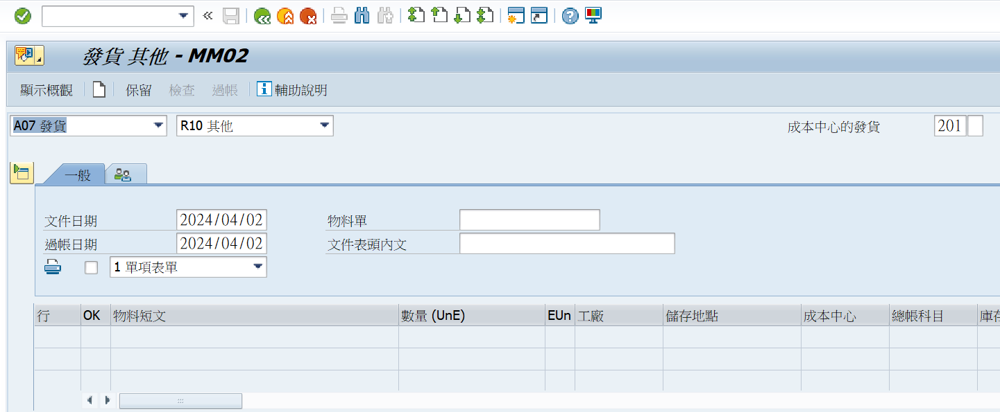 發貨 其他 - MM02
顯示概觀 保留 檢查 過帳 輔助說明
A07 發貨 R10 其他 成本中心的發貨 201
一般
文件日期 2024/04/02 物料單
過帳日期 2024/04/02 文件表頭內文
1 單項表單
行 OK 物料短文 數量 (UnE) EUn 工廠 儲存地點 成本中心 總帳科目 庫存